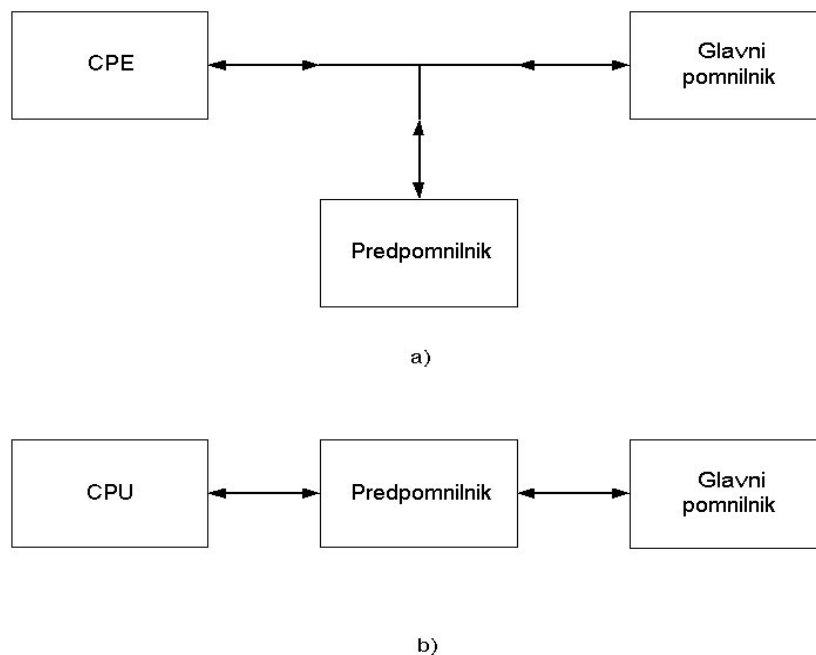 CPE
Glavni
pomnilnik
Predpomnilnik
a)
CPU
Predpomnilnik
Glavni
pomnilnik
b)